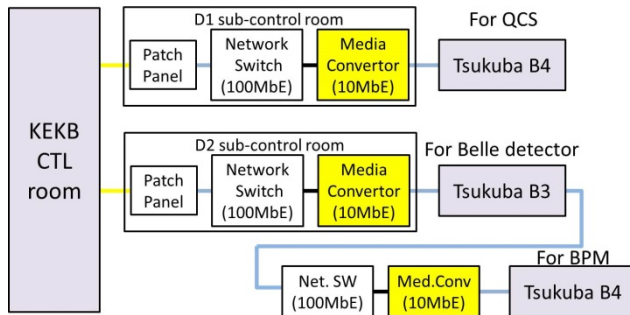 D1 sub-control room
For QCS
Patch
Panel
Network
Switch
(100MbE)
Media
Convertor
(10MbE)
Tsukuba B4
KEKB
CTL
room
D2 sub-control room
For Belle detector
Patch
Panel
Network
Switch
(100MbE)
Media
Convertor
(10MbE)
Tsukuba B3
For BPM
Net. SW
(100MbE)
Med.Conv
(10MbE)
Tsukuba B4